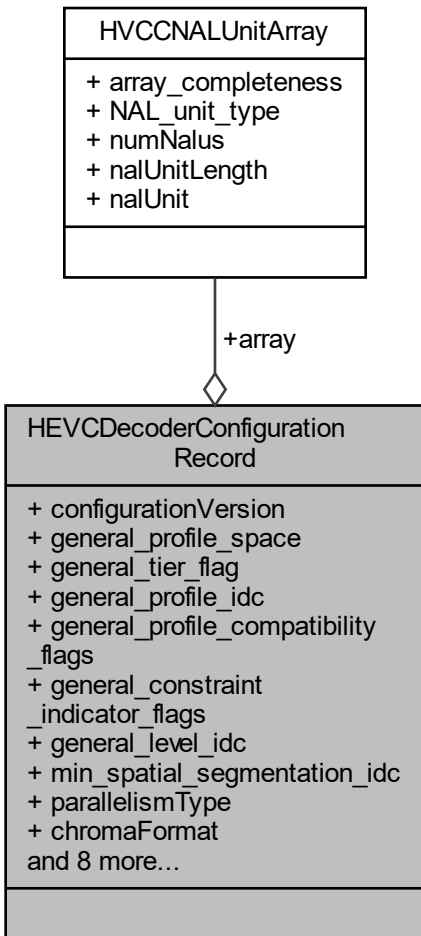 HVCCNALUnitArray
+ array_completeness
+ NAL_unit_type
+ numNalus
+ nalUnitLength
+ nalUnit
+array
HEVCDecoderConfiguration
Record
+ configurationVersion
+ general_profile_space
+ general_tier_flag
+ general_profile_idc
+ general_profile_compatibility
_flags
+ general_constraint
_indicator_flags
+ general_level_idc
+ min_spatial_segmentation_idc
+ parallelismType
+ chromaFormat
and 8 more...